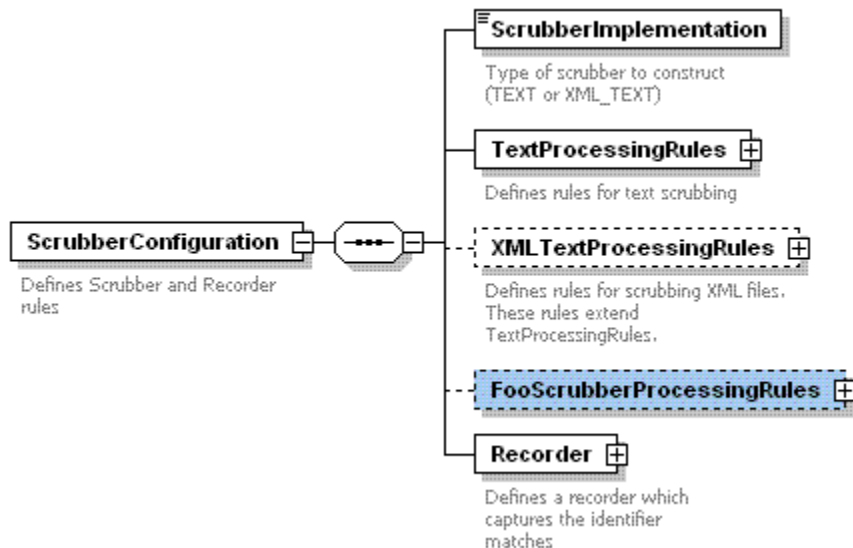 ScrubberImplementation
Type of scrubber to construct
(TEXT or XML_TEXT)
TextProcessingRules
Defines rules for text scrubbing
ScrubberConfiguration
Defines Scrubber and Recorder
rules
XMLTextProcessingRules
Defines rules for scrubbing XML files.
These rules extend
TextProcessingRules.
FooScrubberProcessingRules
Recorder
Defines a recorder which
captures the identifier
matches